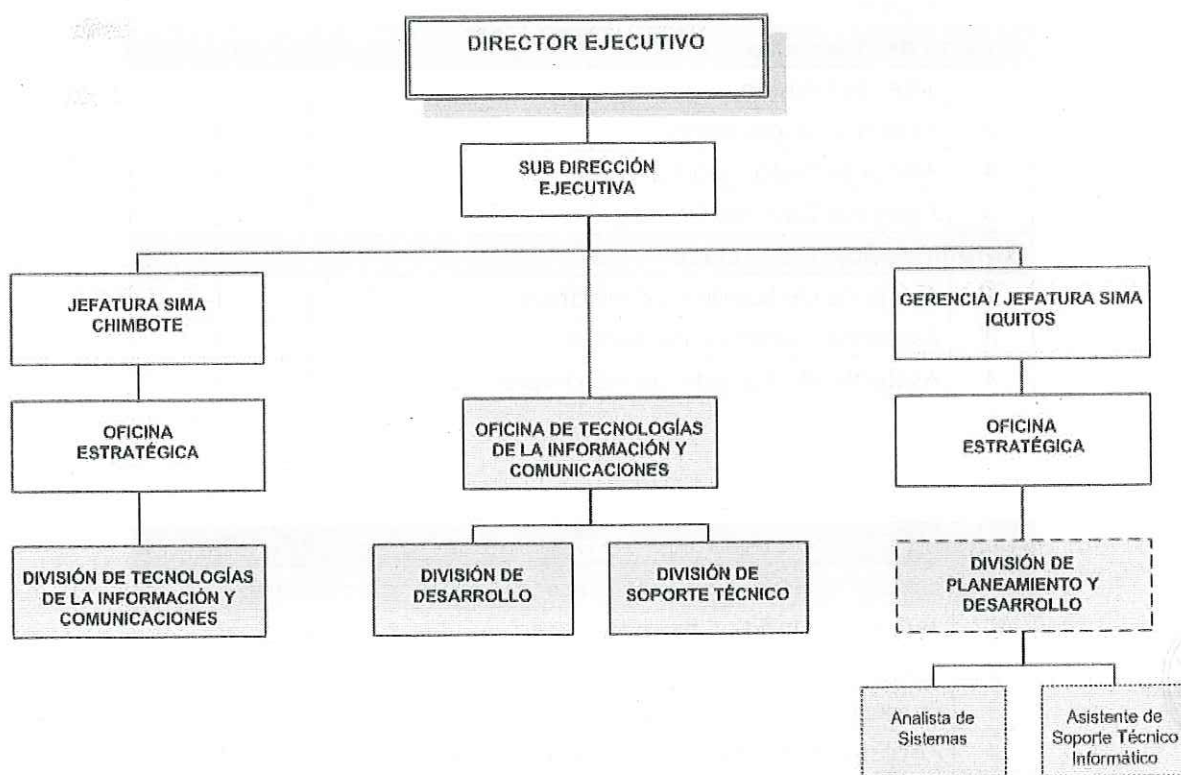 DIRECTOR EJECUTIVO
SUB DIRECCIÓN
EJECUTIVA
JEFATURA SIMA
CHIMBOTE
GERENCIA / JEFATURA SIMA
IQUITOS
OFICINA
ESTRATÉGICA
OFICINA DE TECNOLOGÍAS
DE LA INFORMACIÓN Y
COMUNICACIONES
OFICINA
ESTRATÉGICA
DIVISIÓN DE TECNOLOGÍAS
DE LA INFORMACIÓN Y
COMUNICACIONES
DIVISIÓN DE
DESARROLLO
DIVISIÓN DE
SOPORTE TÉCNICO
DIVISIÓN DE
PLANEAMIENTO Y
DESARROLLO
Analista de
Sistemas
Asistente de
Soporte Técnico
Informático